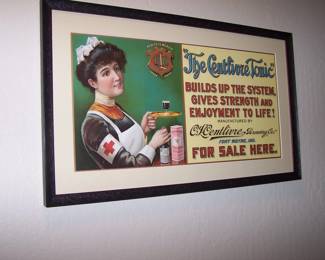 "The Centlivre Tonic"
BUILDS UP THE SYSTEM,
GIVES STRENGTH AND
ENJOYMENT TO LIFE!
MANUFACTURED BY
C.L. Centlivre Brewing Co.
FORT WAYNE, IND.
FOR SALE HERE.